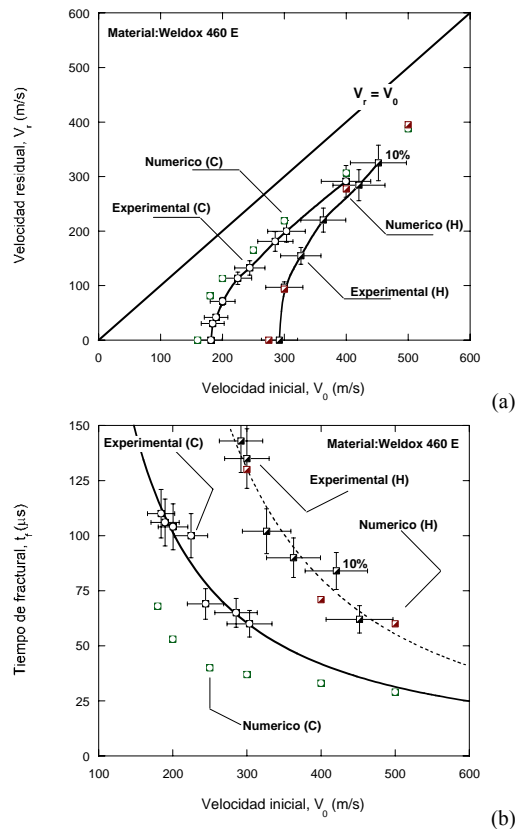 Material:Weldox 460 E
V_r = V_0
10%
Numerico (C)
Experimental (C)
Numerico (H)
Experimental (H)
Velocidad residual, V_r (m/s)
600
500
400
300
200
100
0
0 100 200 300 400 500 600
Velocidad inicial, V_0 (m/s)
(a)
Material:Weldox 460 E
Experimental (C)
Experimental (H)
Numerico (H)
10%
Numerico (C)
Tiempo de fractural, t_f (μs)
150
125
100
75
50
25
0
100 200 300 400 500 600
Velocidad inicial, V_0 (m/s)
(b)